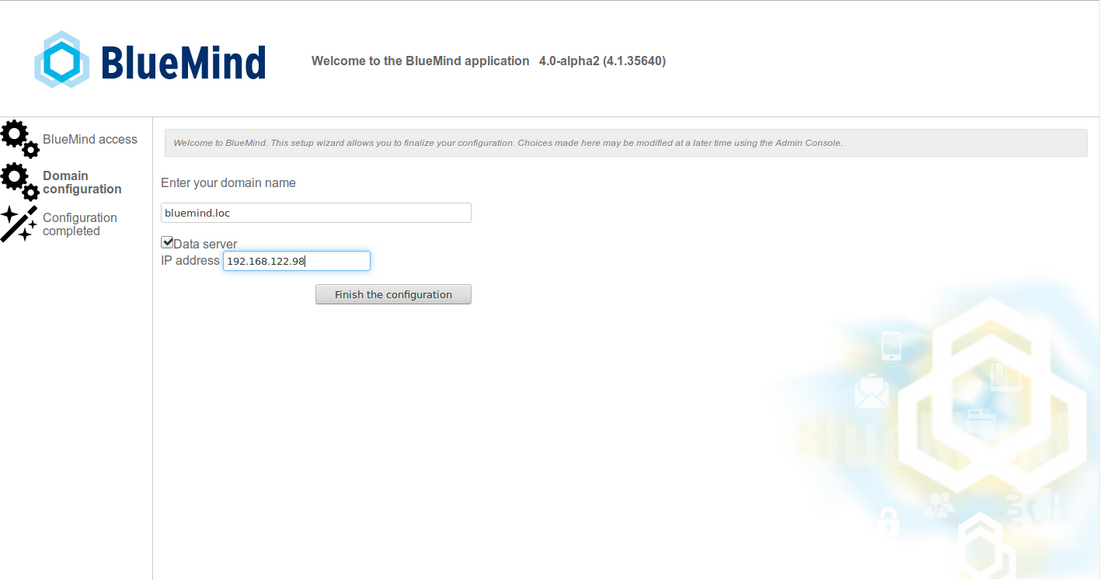 BlueMind
Welcome to the BlueMind application 4.0-alpha2 (4.1.35640)
BlueMind access
Domain
configuration
Configuration
completed
Welcome to BlueMind. This setup wizard allows you to finalize your configuration. Choices made here may be modified at a later time using the Admin Console.
Enter your domain name
bluemind.loc
Data server
IP address 192.168.122.98
Finish the configuration
BlueMind